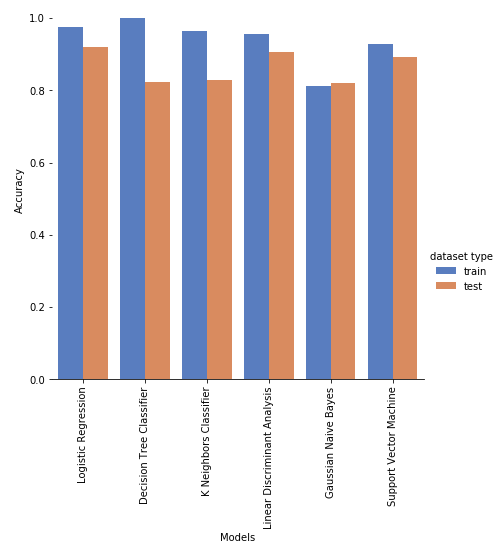 1.0
0.8
0.6
0.4
0.2
0.0
Accuracy
Logistic Regression
Decision Tree Classifier
K Neighbors Classifier
Linear Discriminant Analysis
Gaussian Naive Bayes
Support Vector Machine
Models
dataset type
train
test